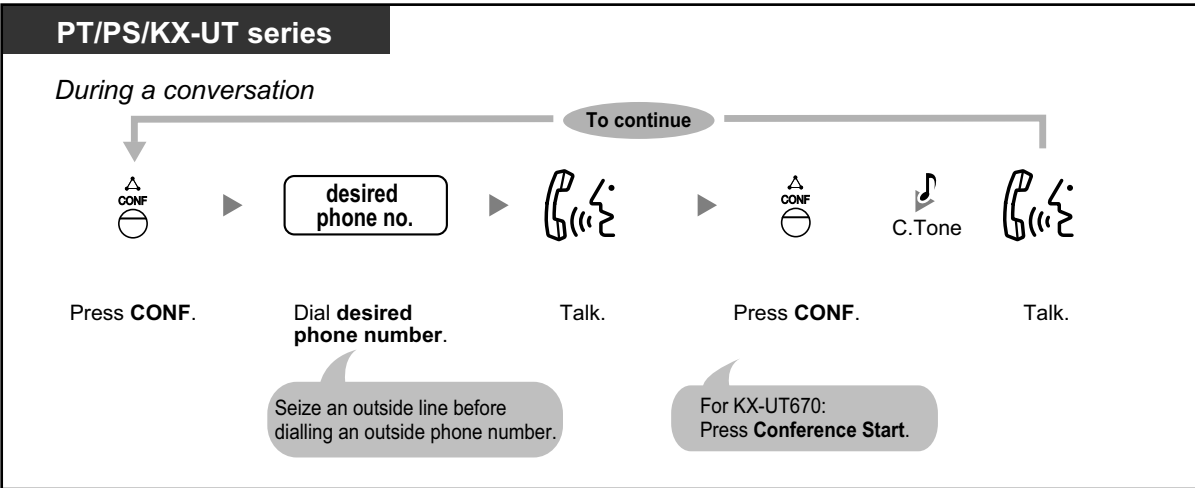 PT/PS/KX-UT series
During a conversation
To continue
CONF
desired
phone no.
CONF
C.Tone
Press CONF.
Dial desired
phone number.
Talk.
Press CONF.
Talk.
Seize an outside line before
dialling an outside phone number.
For KX-UT670:
Press Conference Start.